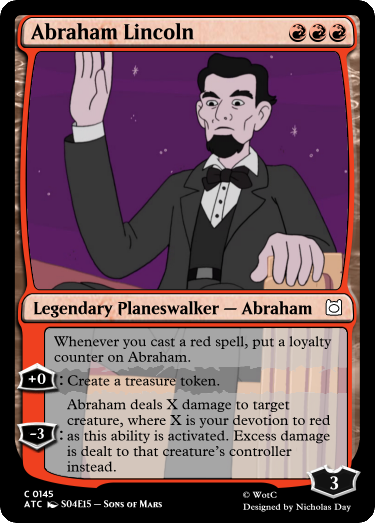 Abraham Lincoln
Legendary Planeswalker — Abraham
Whenever you cast a red spell, put a loyalty
counter on Abraham.
+0 : Create a treasure token.
Abraham deals X damage to target
creature, where X is your devotion to red
-3 : as this ability is activated. Excess damage
is dealt to that creature's controller
instead.
3
C 0145
ATC S04E15 — Sons of Mars
© WotC
Designed by Nicholas Day